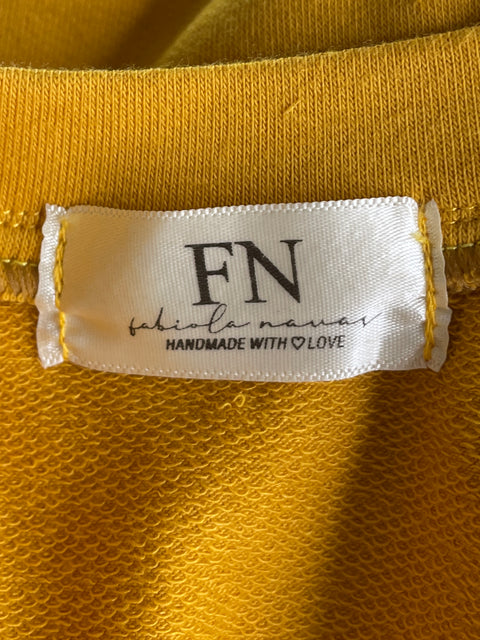 FN
fabiola navas
HANDMADE WITH ♡ LOVE